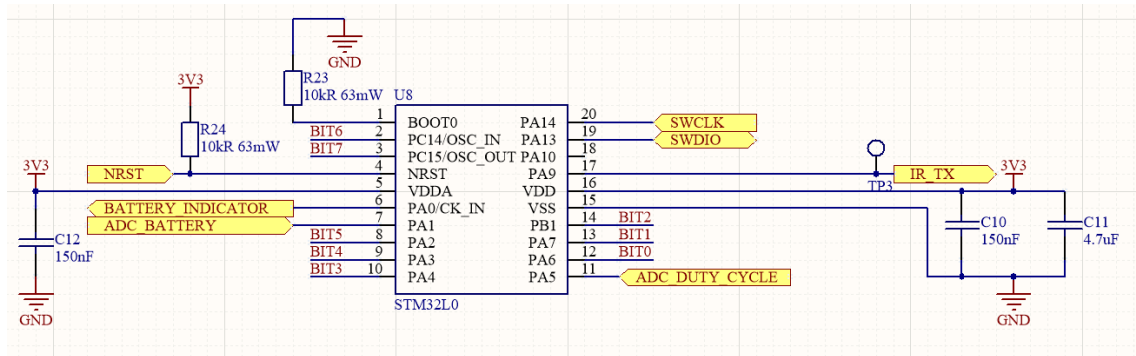 GND
R23
10kR 63mW
U8
3V3
R24
10kR 63mW
1 BOOT0 PA14 20 SWCLK
BIT6 2 PC14/OSC_IN PA13 19 SWDIO
BIT7 3 PC15/OSC_OUT PA10 18
NRST 4 NRST PA9 17 TP3 IR_TX
3V3 5 VDDA VDD 16 3V3
BATTERY_INDICATOR 6 PA0/CK_IN VSS 15
ADC_BATTERY 7 PA1 PB1 14 BIT2
BIT5 8 PA2 PA7 13 BIT1
BIT4 9 PA3 PA6 12 BIT0
BIT3 10 PA4 PA5 11 ADC_DUTY_CYCLE
STM32L0
C12
150nF
GND
C10
150nF
C11
4.7uF
GND